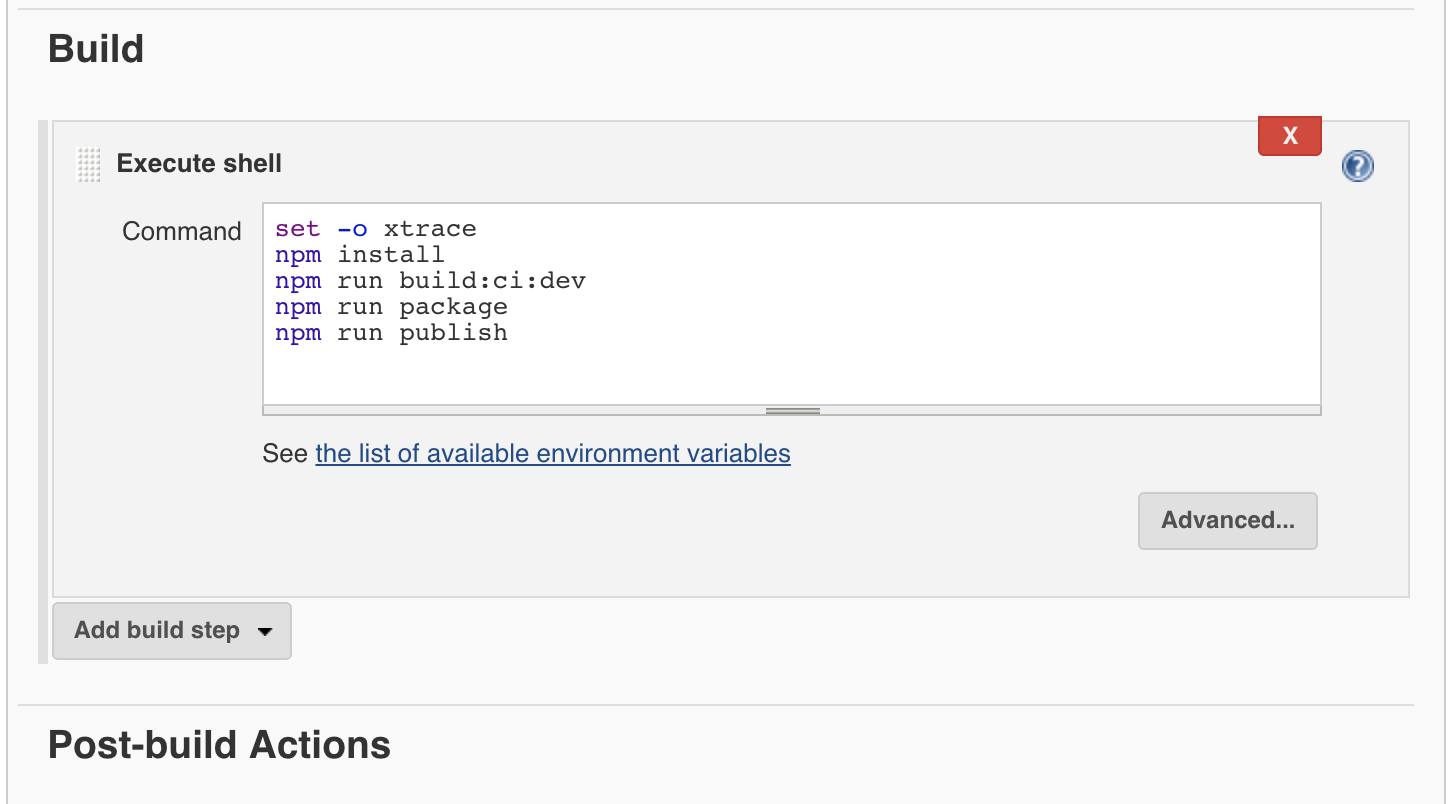 Build
X
Execute shell
?
Command
set -o xtrace
npm install
npm run build:ci:dev
npm run package
npm run publish
See the list of available environment variables
Advanced...
Add build step
Post-build Actions